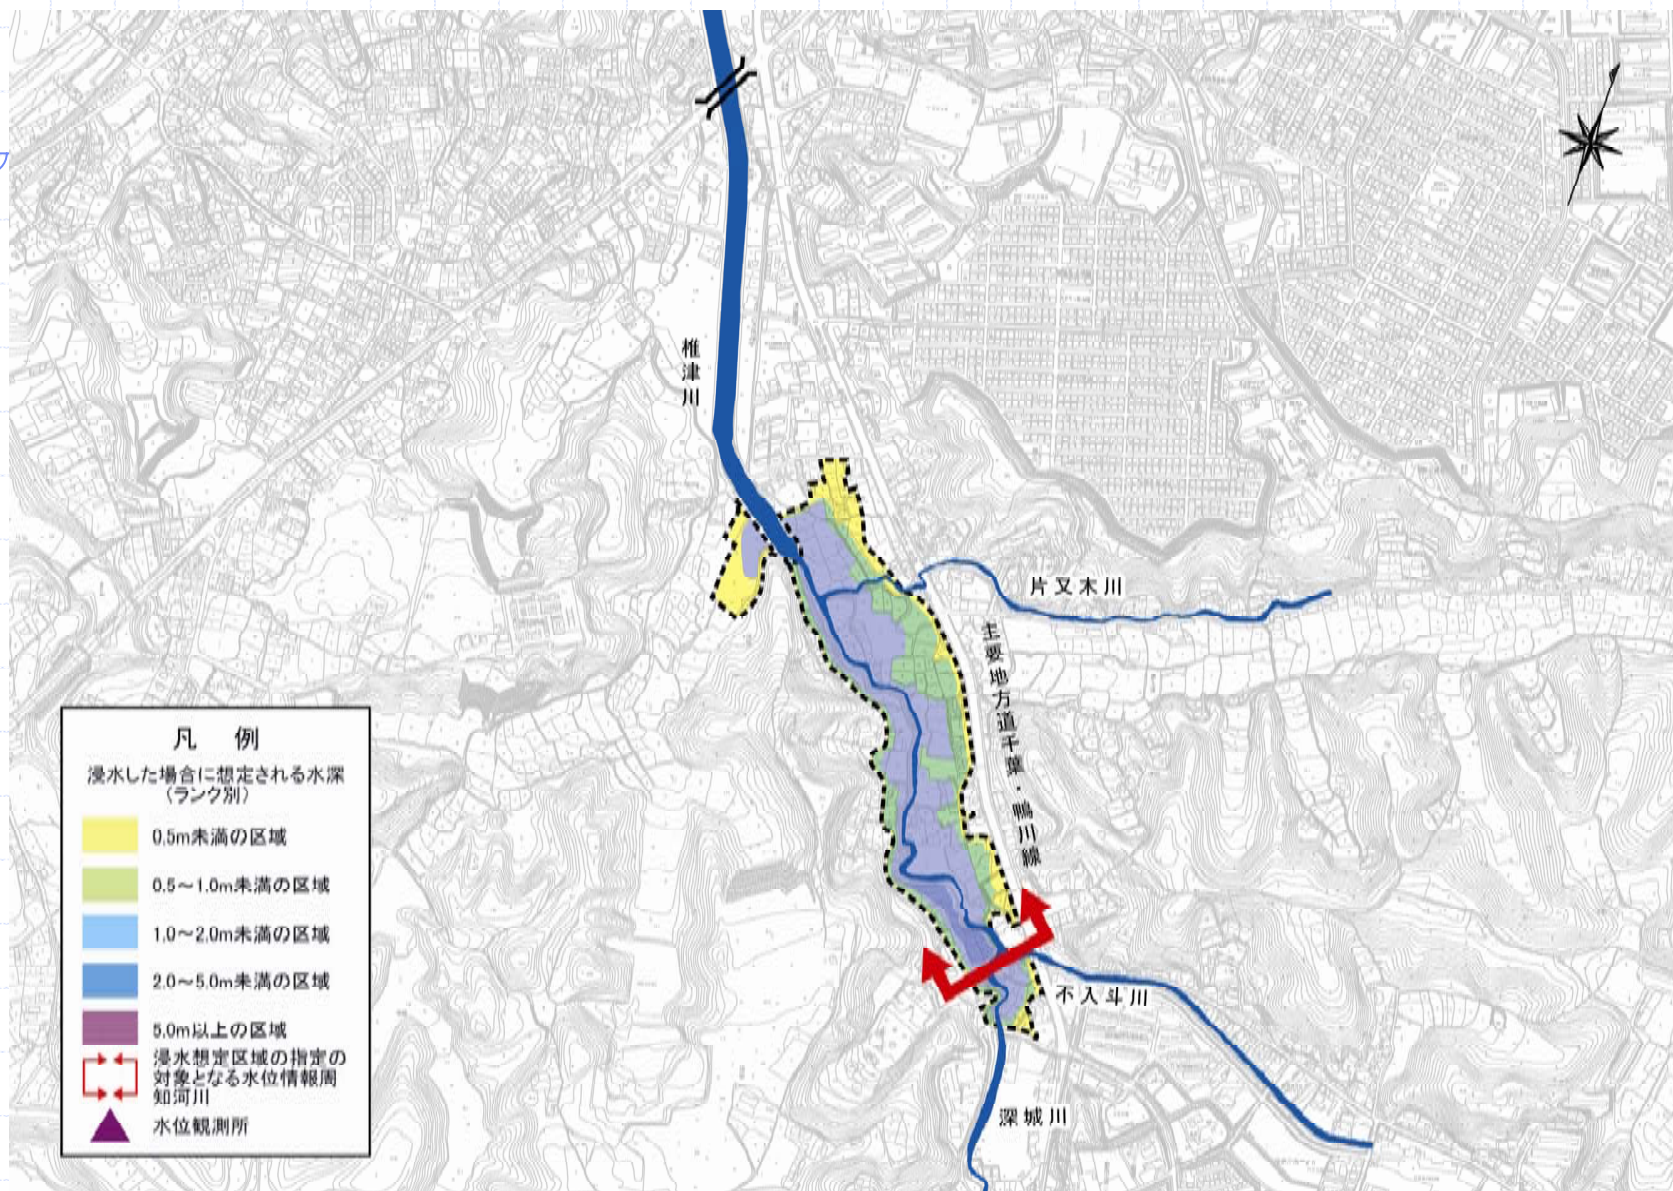 椎津川
片又木川
主要地方道千葉・鴨川線
不入斗川
深城川
凡 例
浸水した場合に想定される水深
(ランク別)
0.5m未満の区域
0.5～1.0m未満の区域
1.0～2.0m未満の区域
2.0～5.0m未満の区域
5.0m以上の区域
浸水想定区域の指定の
対象となる水位情報周
知河川
水位観測所